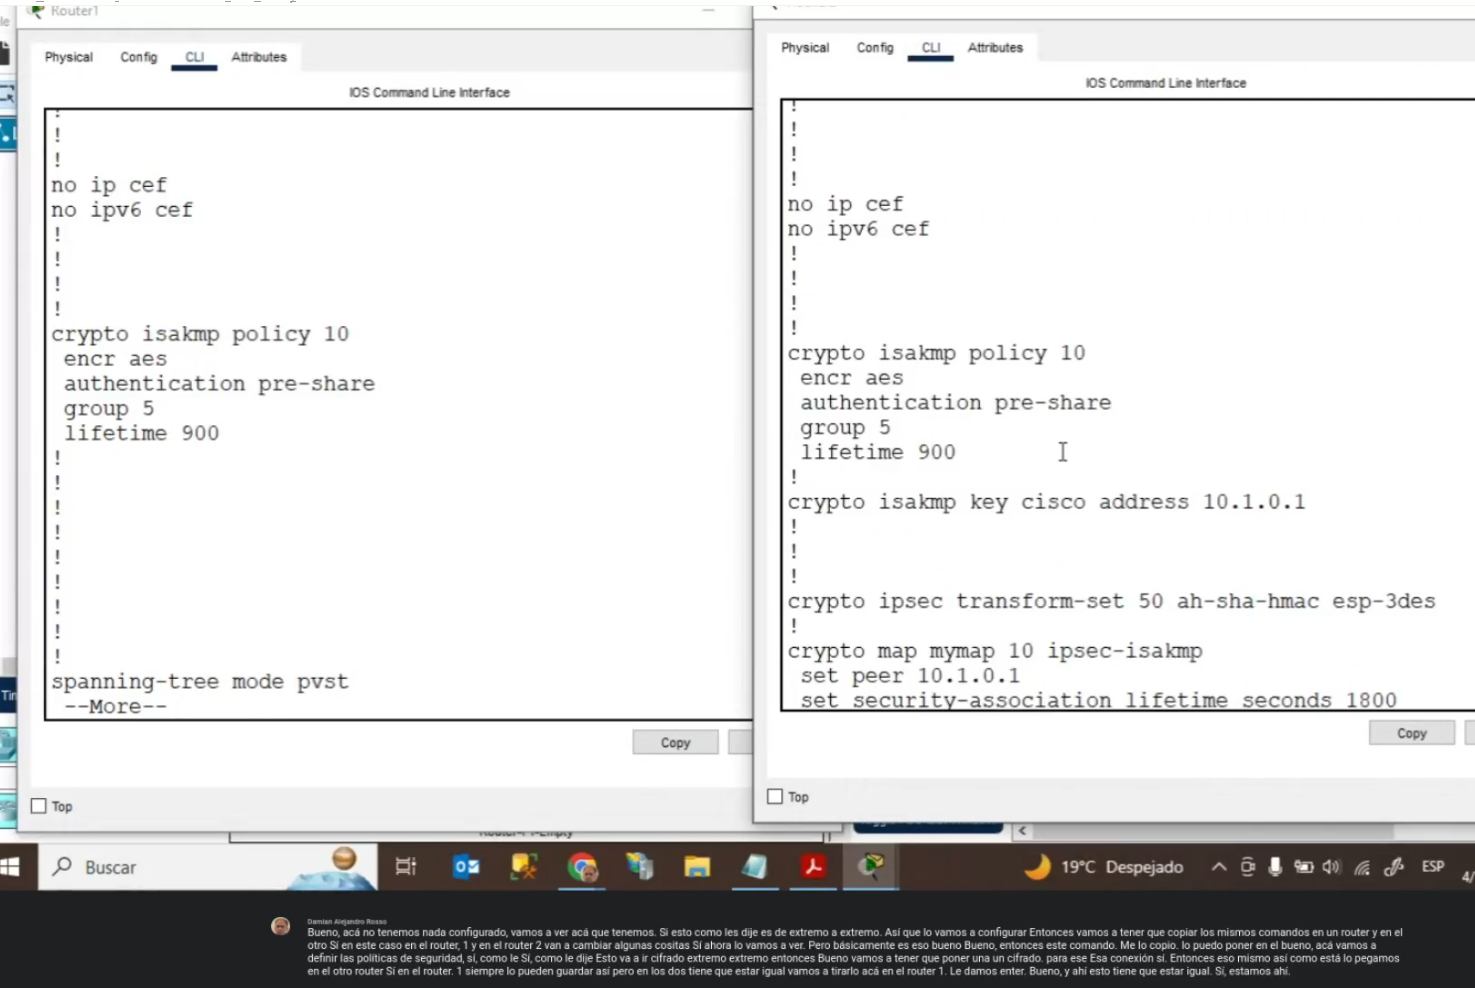 Router1
Physical Config CLI Attributes
IOS Command Line Interface
!
!
!
no ip cef
no ipv6 cef
!
!
!
!
crypto isakmp policy 10
encr aes
authentication pre-share
group 5
lifetime 900
!
!
!
!
!
!
!
!
!
spanning-tree mode pvst
--More--
Copy
Top
Physical Config CLI Attributes
IOS Command Line Interface
!
!
!
!
no ip cef
no ipv6 cef
!
!
!
!
crypto isakmp policy 10
encr aes
authentication pre-share
group 5
lifetime 900
!
crypto isakmp key cisco address 10.1.0.1
!
!
!
crypto ipsec transform-set 50 ah-sha-hmac esp-3des
!
crypto map mymap 10 ipsec-isakmp
set peer 10.1.0.1
set security-association lifetime seconds 1800
Copy
Top
Buscar
19°C Despejado
ESP
4/
Damian Alejandro Rosso
Bueno, acá no tenemos nada configurado, vamos a ver acá que tenemos. Si esto como les dije es de extremo a extremo. Así que lo vamos a configurar Entonces vamos a tener que copiar los mismos comandos en un router y en el
otro Sí en este caso en el router, 1 y en el router 2 van a cambiar algunas cositas Sí ahora lo vamos a ver. Pero básicamente es eso bueno Bueno, entonces este comando. Me lo copio. lo puedo poner en el bueno, acá vamos a
definir las políticas de seguridad, sí, como le Sí, como le dije Esto va a ir cifrado extremo extremo entonces Bueno vamos a tener que poner una un cifrado. para ese Esa conexión sí. Entonces eso mismo así como está lo pegamos
en el otro router Sí en el router. 1 siempre lo pueden guardar así pero en los dos tiene que estar igual vamos a tirarlo acá en el router 1. Le damos enter. Bueno, y ahí esto tiene que estar igual. Sí, estamos ahí.